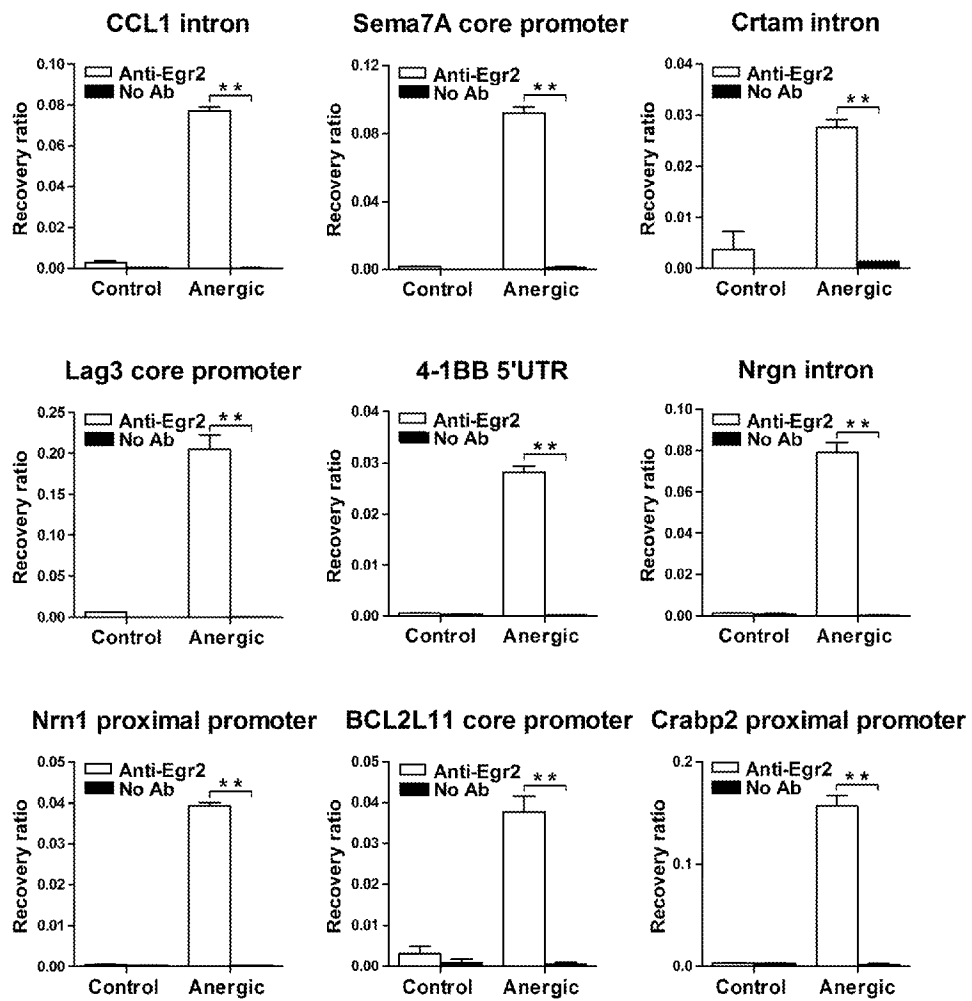 CCL1 intron
Recovery ratio
0.10
0.08
0.06
0.04
0.02
0.00
Anti-Egr2
No Ab
**
Control Anergic
Sema7A core promoter
Recovery ratio
0.12
0.08
0.04
0.00
Anti-Egr2
No Ab
**
Control Anergic
Crtam intron
Recovery ratio
0.04
0.03
0.02
0.01
0.00
Anti-Egr2
No Ab
**
Control Anergic
Lag3 core promoter
Recovery ratio
0.25
0.20
0.15
0.10
0.05
0.00
Anti-Egr2
No Ab
**
Control Anergic
4-1BB 5'UTR
Recovery ratio
0.04
0.03
0.02
0.01
0.00
Anti-Egr2
No Ab
**
Control Anergic
Nrgn intron
Recovery ratio
0.10
0.08
0.06
0.04
0.02
0.00
Anti-Egr2
No Ab
**
Control Anergic
Nrn1 proximal promoter
Recovery ratio
0.05
0.04
0.03
0.02
0.01
0.00
Anti-Egr2
No Ab
**
Control Anergic
BCL2L11 core promoter
Recovery ratio
0.05
0.04
0.03
0.02
0.01
0.00
Anti-Egr2
No Ab
**
Control Anergic
Crabp2 proximal promoter
Recovery ratio
0.2
0.1
0.0
Anti-Egr2
No Ab
**
Control Anergic